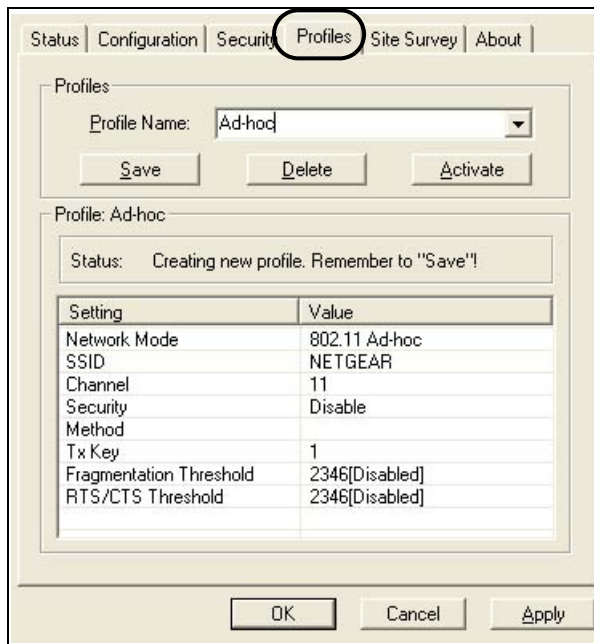 Status Configuration Security Profiles Site Survey About
Profiles
Profile Name: Ad-hoc
Save Delete Activate
Profile: Ad-hoc
Status: Creating new profile. Remember to "Save"!
Setting Value
Network Mode 802.11 Ad-hoc
SSID NETGEAR
Channel 11
Security Disable
Method
Tx Key 1
Fragmentation Threshold 2346[Disabled]
RTS/CTS Threshold 2346[Disabled]
OK Cancel Apply